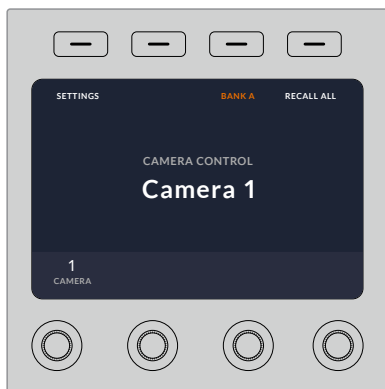 SETTINGS BANK A RECALL ALL
CAMERA CONTROL
Camera 1
1
CAMERA